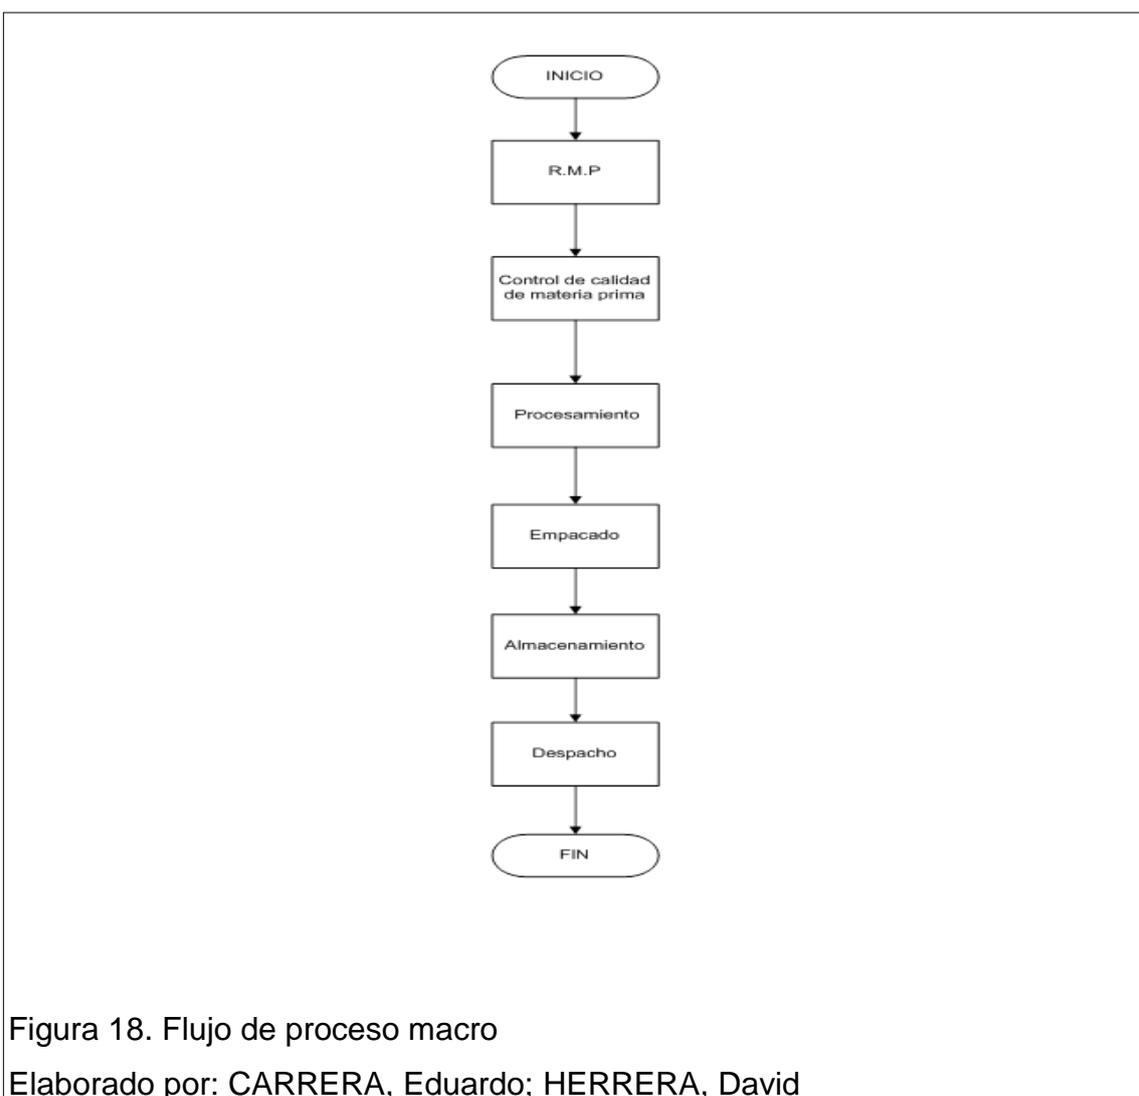 INICIO
R.M.P
Control de calidad
de materia prima
Procesamiento
Empacado
Almacenamiento
Despacho
FIN
Figura 18. Flujo de proceso macro
Elaborado por: CARRERA, Eduardo; HERRERA, David